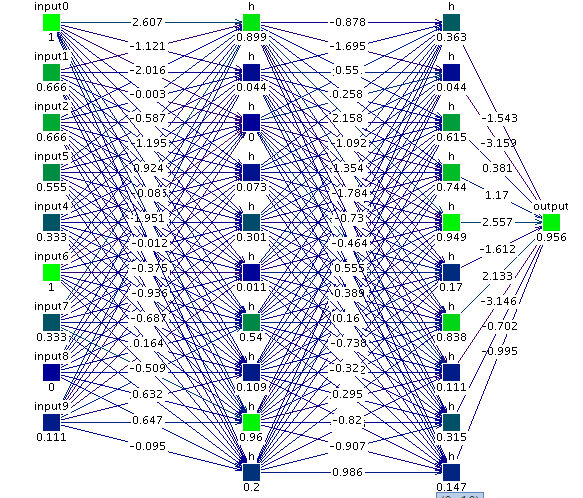 input0 h h
2.607 -0.878
1 0.899 0.363
-1.121 -1.695
input1 h h
2.016 -0.55
0.666 0.044 0.044
-0.003 0.258
input2 h h
-0.587 2.158 -1.543
0.666 0 0.615
-1.195 -1.092 -3.159
input5 h h
0.924 1.354 0.381
0.555 0.073 0.744
-0.085 -1.784 1.17
input4 h h output
-1.951 -0.73 2.557
0.333 0.301 0.949 0.956
-0.012 -0.464 -1.612
input6 h h
-0.375 0.555 2.133
1 0.011 0.17
-0.936 0.389 -3.146
input7 h h
-0.687 0.16 -0.702
0.333 0.54 0.838
0.164 -0.738 -0.995
input8 h h
-0.509 -0.322
0 0.109 0.111
0.632 0.295
input9 h h
0.647 -0.82
0.111 0.96 0.315
-0.095 -0.907
h h
0.986
0.2 0.147